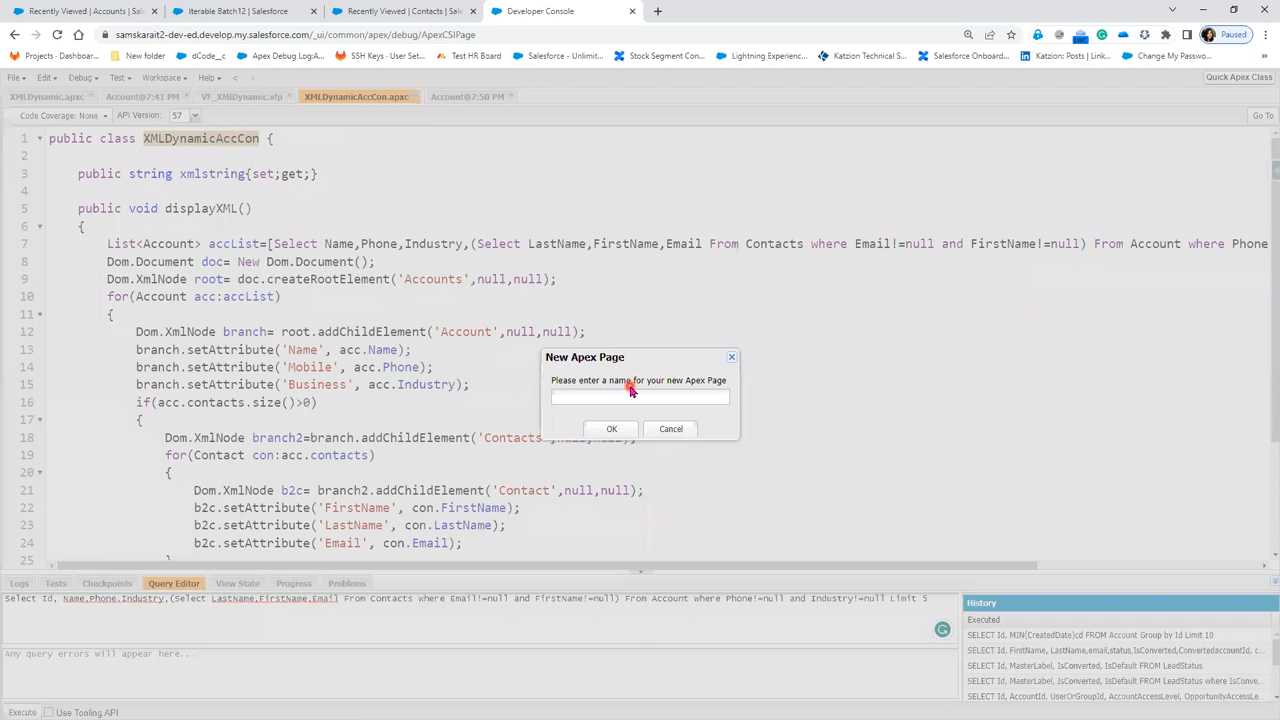 Recently Viewed | Accounts | Sal
Iterable Batch12 | Salesforce
Recently Viewed | Contacts | Sal
Developer Console
samskarait2-dev-ed.develop.my.salesforce.com/_ui/common/apex/debug/ApexCSIPage
Paused
Projects · Dashboar...
New folder
dCode__c
Apex Debug Log:A...
SSH Keys | User Set...
Test HR Board
Salesforce - Unlimit...
Stock Segment Con...
Lightning Experienc...
Katzion Technical S...
Salesforce Onboard...
Katzion: Posts | Link...
Change My Passwo...
File
Edit
Debug
Test
Workspace
Help
<
>
Quick Apex Class
XMLDynamic.apxc
Account@7:41 PM
VF_XMlDynamic.vfp
XMLDynamicAccCon.apxc
Account@7:50 PM
Code Coverage: None
API Version:
57
Go To
1 public class XMLDynamicAccCon {
2
3 public string xmlstring{set;get;}
4
5 public void displayXML()
6 {
7 List<Account> accList=[Select Name,Phone,Industry,(Select LastName,FirstName,Email From Contacts where Email!=null and FirstName!=null) From Account where Phone
8 Dom.Document doc= New Dom.Document();
9 Dom.XmlNode root= doc.createRootElement('Accounts',null,null);
10 for(Account acc:accList)
11 {
12 Dom.XmlNode branch= root.addChildElement('Account',null,null);
13 branch.setAttribute('Name', acc.Name);
14 branch.setAttribute('Mobile', acc.Phone);
15 branch.setAttribute('Business', acc.Industry);
16 if(acc.contacts.size()>0)
17 {
18 Dom.XmlNode branch2=branch.addChildElement('Contacts',null,null);
19 for(Contact con:acc.contacts)
20 {
21 Dom.XmlNode b2c= branch2.addChildElement('Contact',null,null);
22 b2c.setAttribute('FirstName', con.FirstName);
23 b2c.setAttribute('LastName', con.LastName);
24 b2c.setAttribute('Email', con.Email);
25 }
New Apex Page
Please enter a name for your new Apex Page
OK
Cancel
Logs
Tests
Checkpoints
Query Editor
View State
Progress
Problems
Select Id, Name,Phone,Industry,(Select LastName,FirstName,Email From Contacts where Email!=null and FirstName!=null) From Account where Phone!=null and Industry!=null Limit 5
Any query errors will appear here...
History
Executed
SELECT Id, MIN(CreatedDate)cd FROM Account Group by Id Limit 10
SELECT Id, FirstName, LastName,email,status,IsConverted,ConvertedaccountId, c...
SELECT Id, MasterLabel, IsConverted, IsDefault FROM LeadStatus
SELECT Id, MasterLabel, IsConverted, IsDefault FROM LeadStatus where IsConve...
SELECT Id, AccountId, UserOrGroupId, AccountAccessLevel, OpportunityAccessLe...
Execute
Use Tooling API